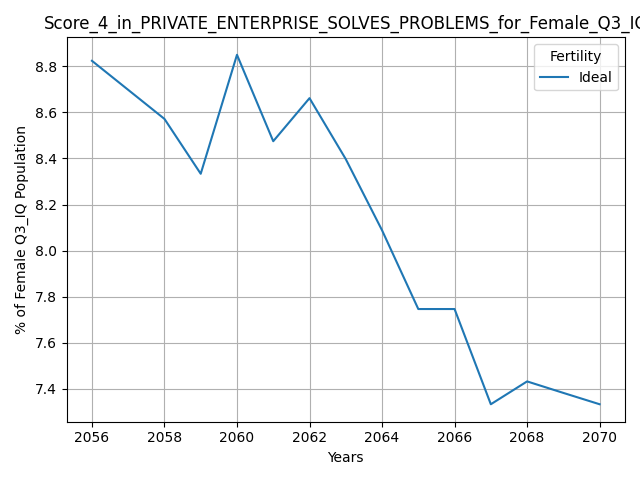 Score_4_in_PRIVATE_ENTERPRISE_SOLVES_PROBLEMS_for_Female_Q3_IQ
Fertility
Ideal
% of Female Q3_IQ Population
8.8
8.6
8.4
8.2
8.0
7.8
7.6
7.4
2056 2058 2060 2062 2064 2066 2068 2070
Years